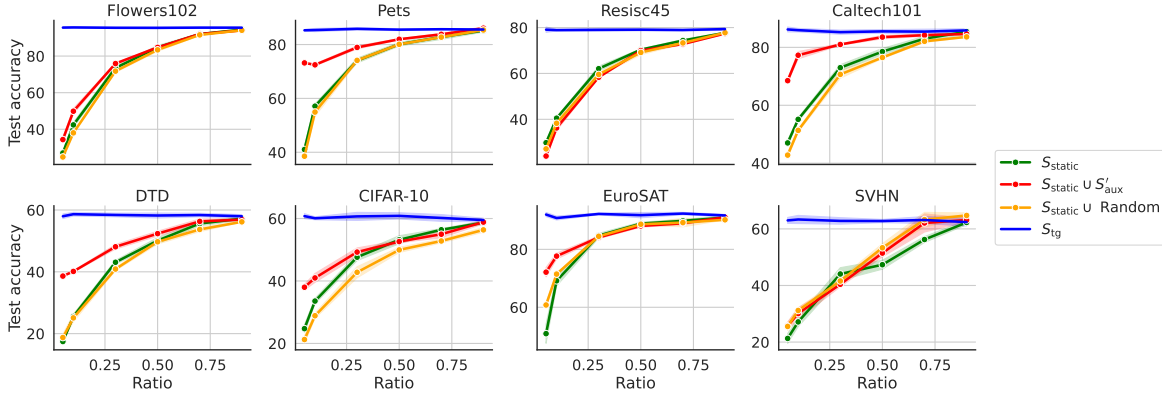 Flowers102
Pets
Resisc45
Caltech101
Test accuracy
80
60
40
80
60
40
80
60
40
80
60
40
DTD
CIFAR-10
EuroSAT
SVHN
Test accuracy
60
40
20
60
40
20
80
60
60
40
20
0.25 0.50 0.75
0.25 0.50 0.75
0.25 0.50 0.75
0.25 0.50 0.75
Ratio
Ratio
Ratio
Ratio
S_static
S_static ∪ S′_aux
S_static ∪ Random
S_tg